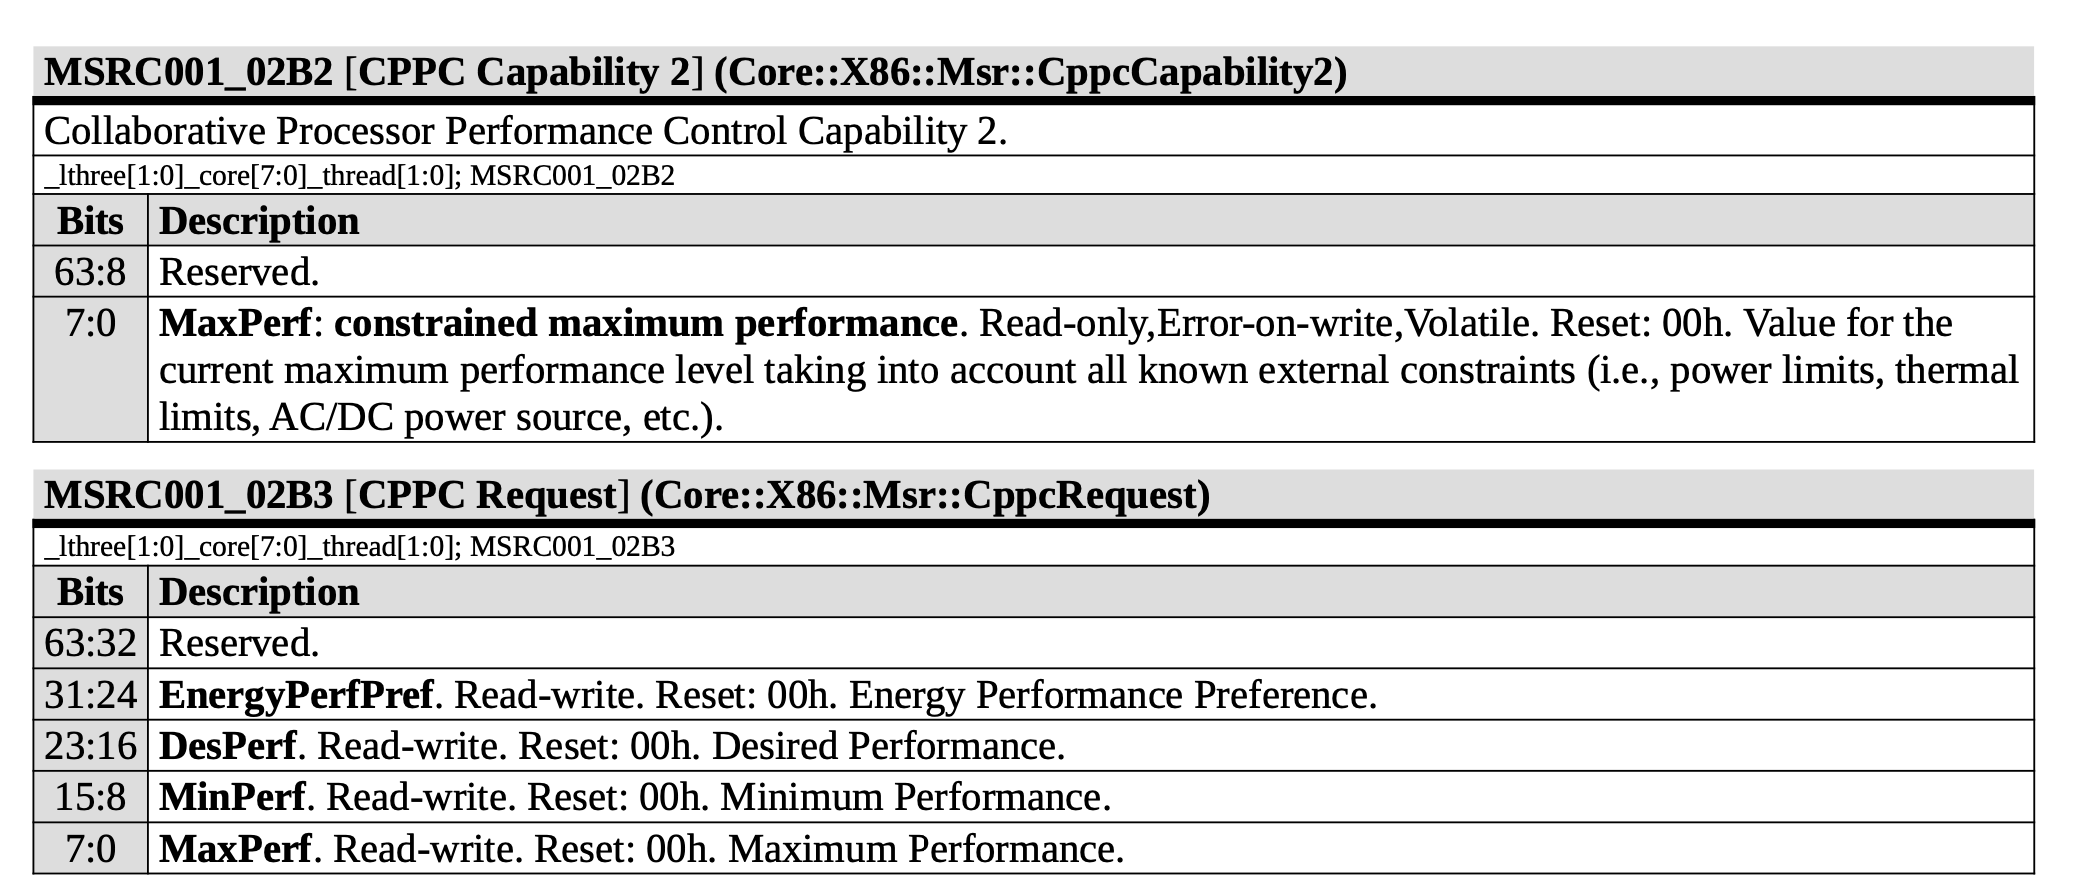 MSRC001_02B2 [CPPC Capability 2] (Core::X86::Msr::CppcCapability2)
Collaborative Processor Performance Control Capability 2.
_lthree[1:0]_core[7:0]_thread[1:0]; MSRC001_02B2
Bits Description
63:8 Reserved.
7:0 MaxPerf: constrained maximum performance. Read-only,Error-on-write,Volatile. Reset: 00h. Value for the
current maximum performance level taking into account all known external constraints (i.e., power limits, thermal
limits, AC/DC power source, etc.).
MSRC001_02B3 [CPPC Request] (Core::X86::Msr::CppcRequest)
_lthree[1:0]_core[7:0]_thread[1:0]; MSRC001_02B3
Bits Description
63:32 Reserved.
31:24 EnergyPerfPref. Read-write. Reset: 00h. Energy Performance Preference.
23:16 DesPerf. Read-write. Reset: 00h. Desired Performance.
15:8 MinPerf. Read-write. Reset: 00h. Minimum Performance.
7:0 MaxPerf. Read-write. Reset: 00h. Maximum Performance.